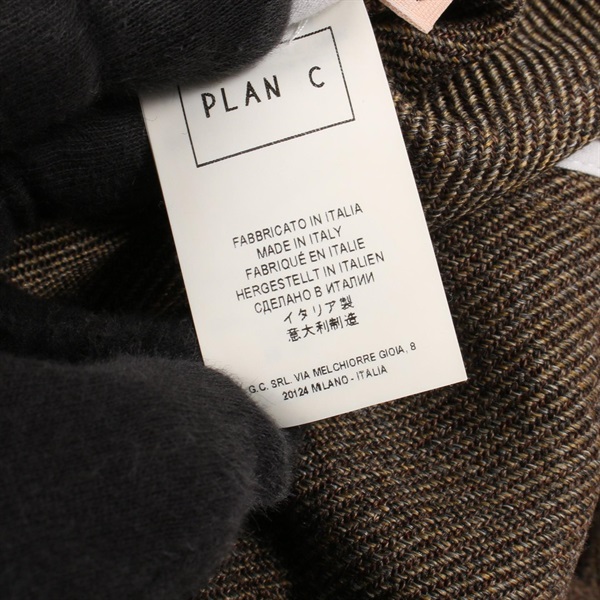 PLAN C
FABBRICATO IN ITALIA
MADE IN ITALY
FABRIQUÉ EN ITALIE
HERGESTELLT IN ITALIEN
СДЕЛАНО В ИТАЛИИ
イタリア製
意大利制造
G.C. SRL. VIA MELCHIORRE GIOIA, 8
20124 MILANO - ITALIA